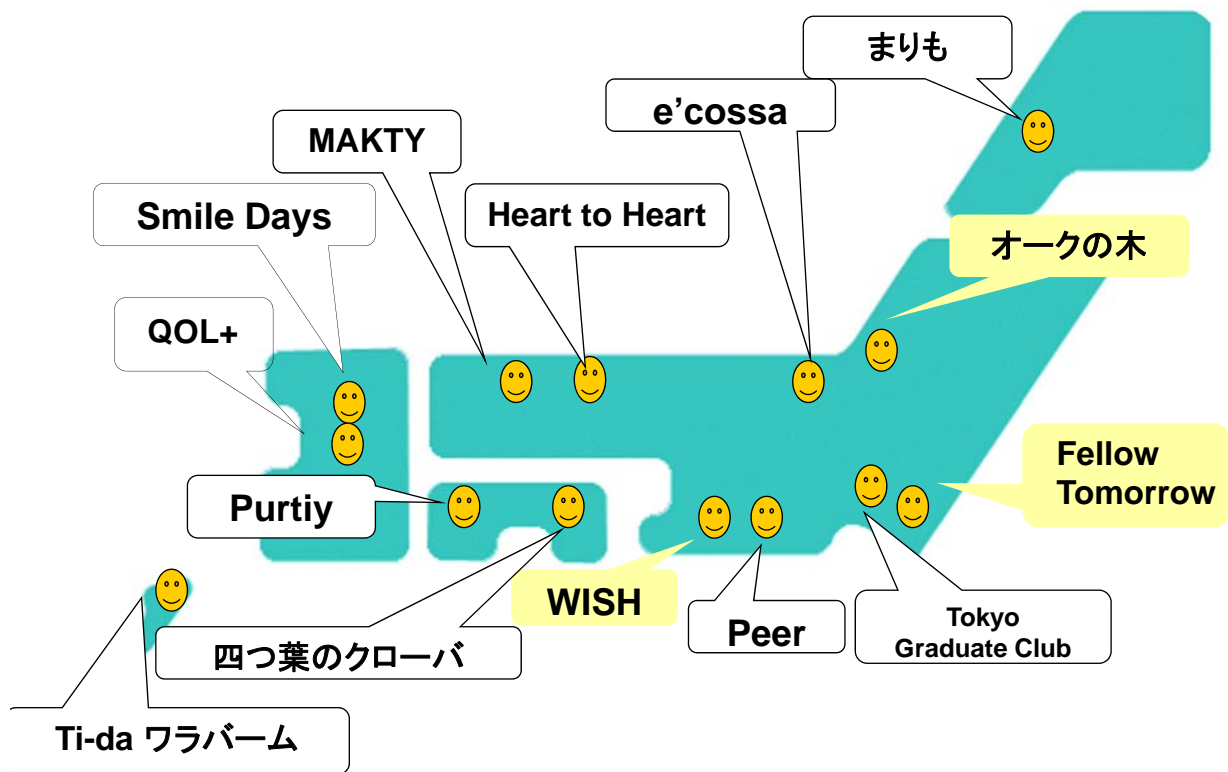 まりも
e'cossa
MAKTY
Smile Days
Heart to Heart
オークの木
QOL+
Fellow
Tomorrow
Purtiy
WISH
Peer
Tokyo
Graduate Club
四つ葉のクローバ
Ti-da ワラバーム